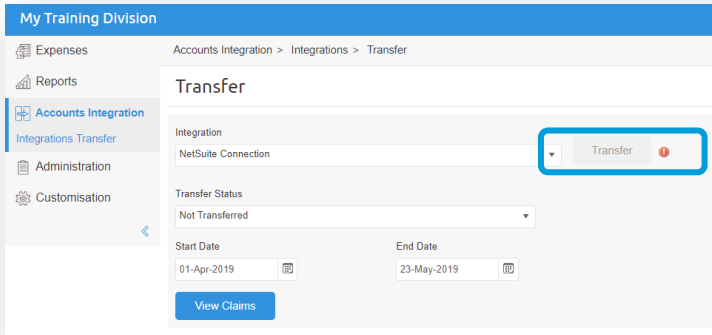 My Training Division
Expenses
Reports
Accounts Integration
Integrations Transfer
Administration
Customisation
Accounts Integration > Integrations > Transfer
Transfer
Integration
NetSuite Connection
Transfer
Transfer Status
Not Transferred
Start Date
End Date
01-Apr-2019
23-May-2019
View Claims